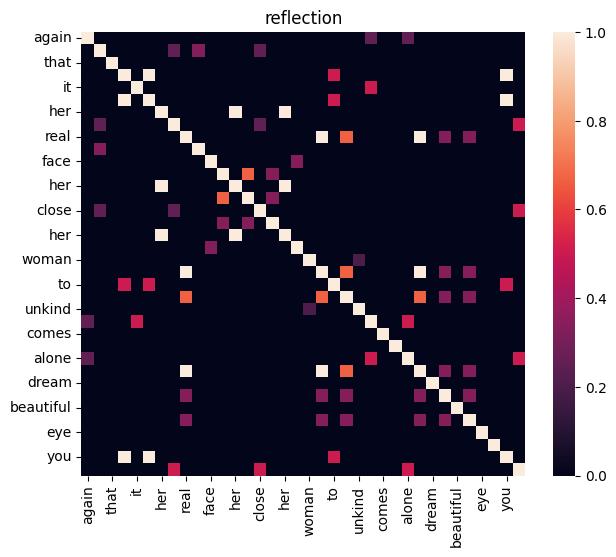 reflection
again
that
it
her
real
face
her
close
her
woman
to
unkind
comes
alone
dream
beautiful
eye
you
1.0
0.8
0.6
0.4
0.2
0.0
again that it her real face her close her woman to unkind comes alone dream beautiful eye you